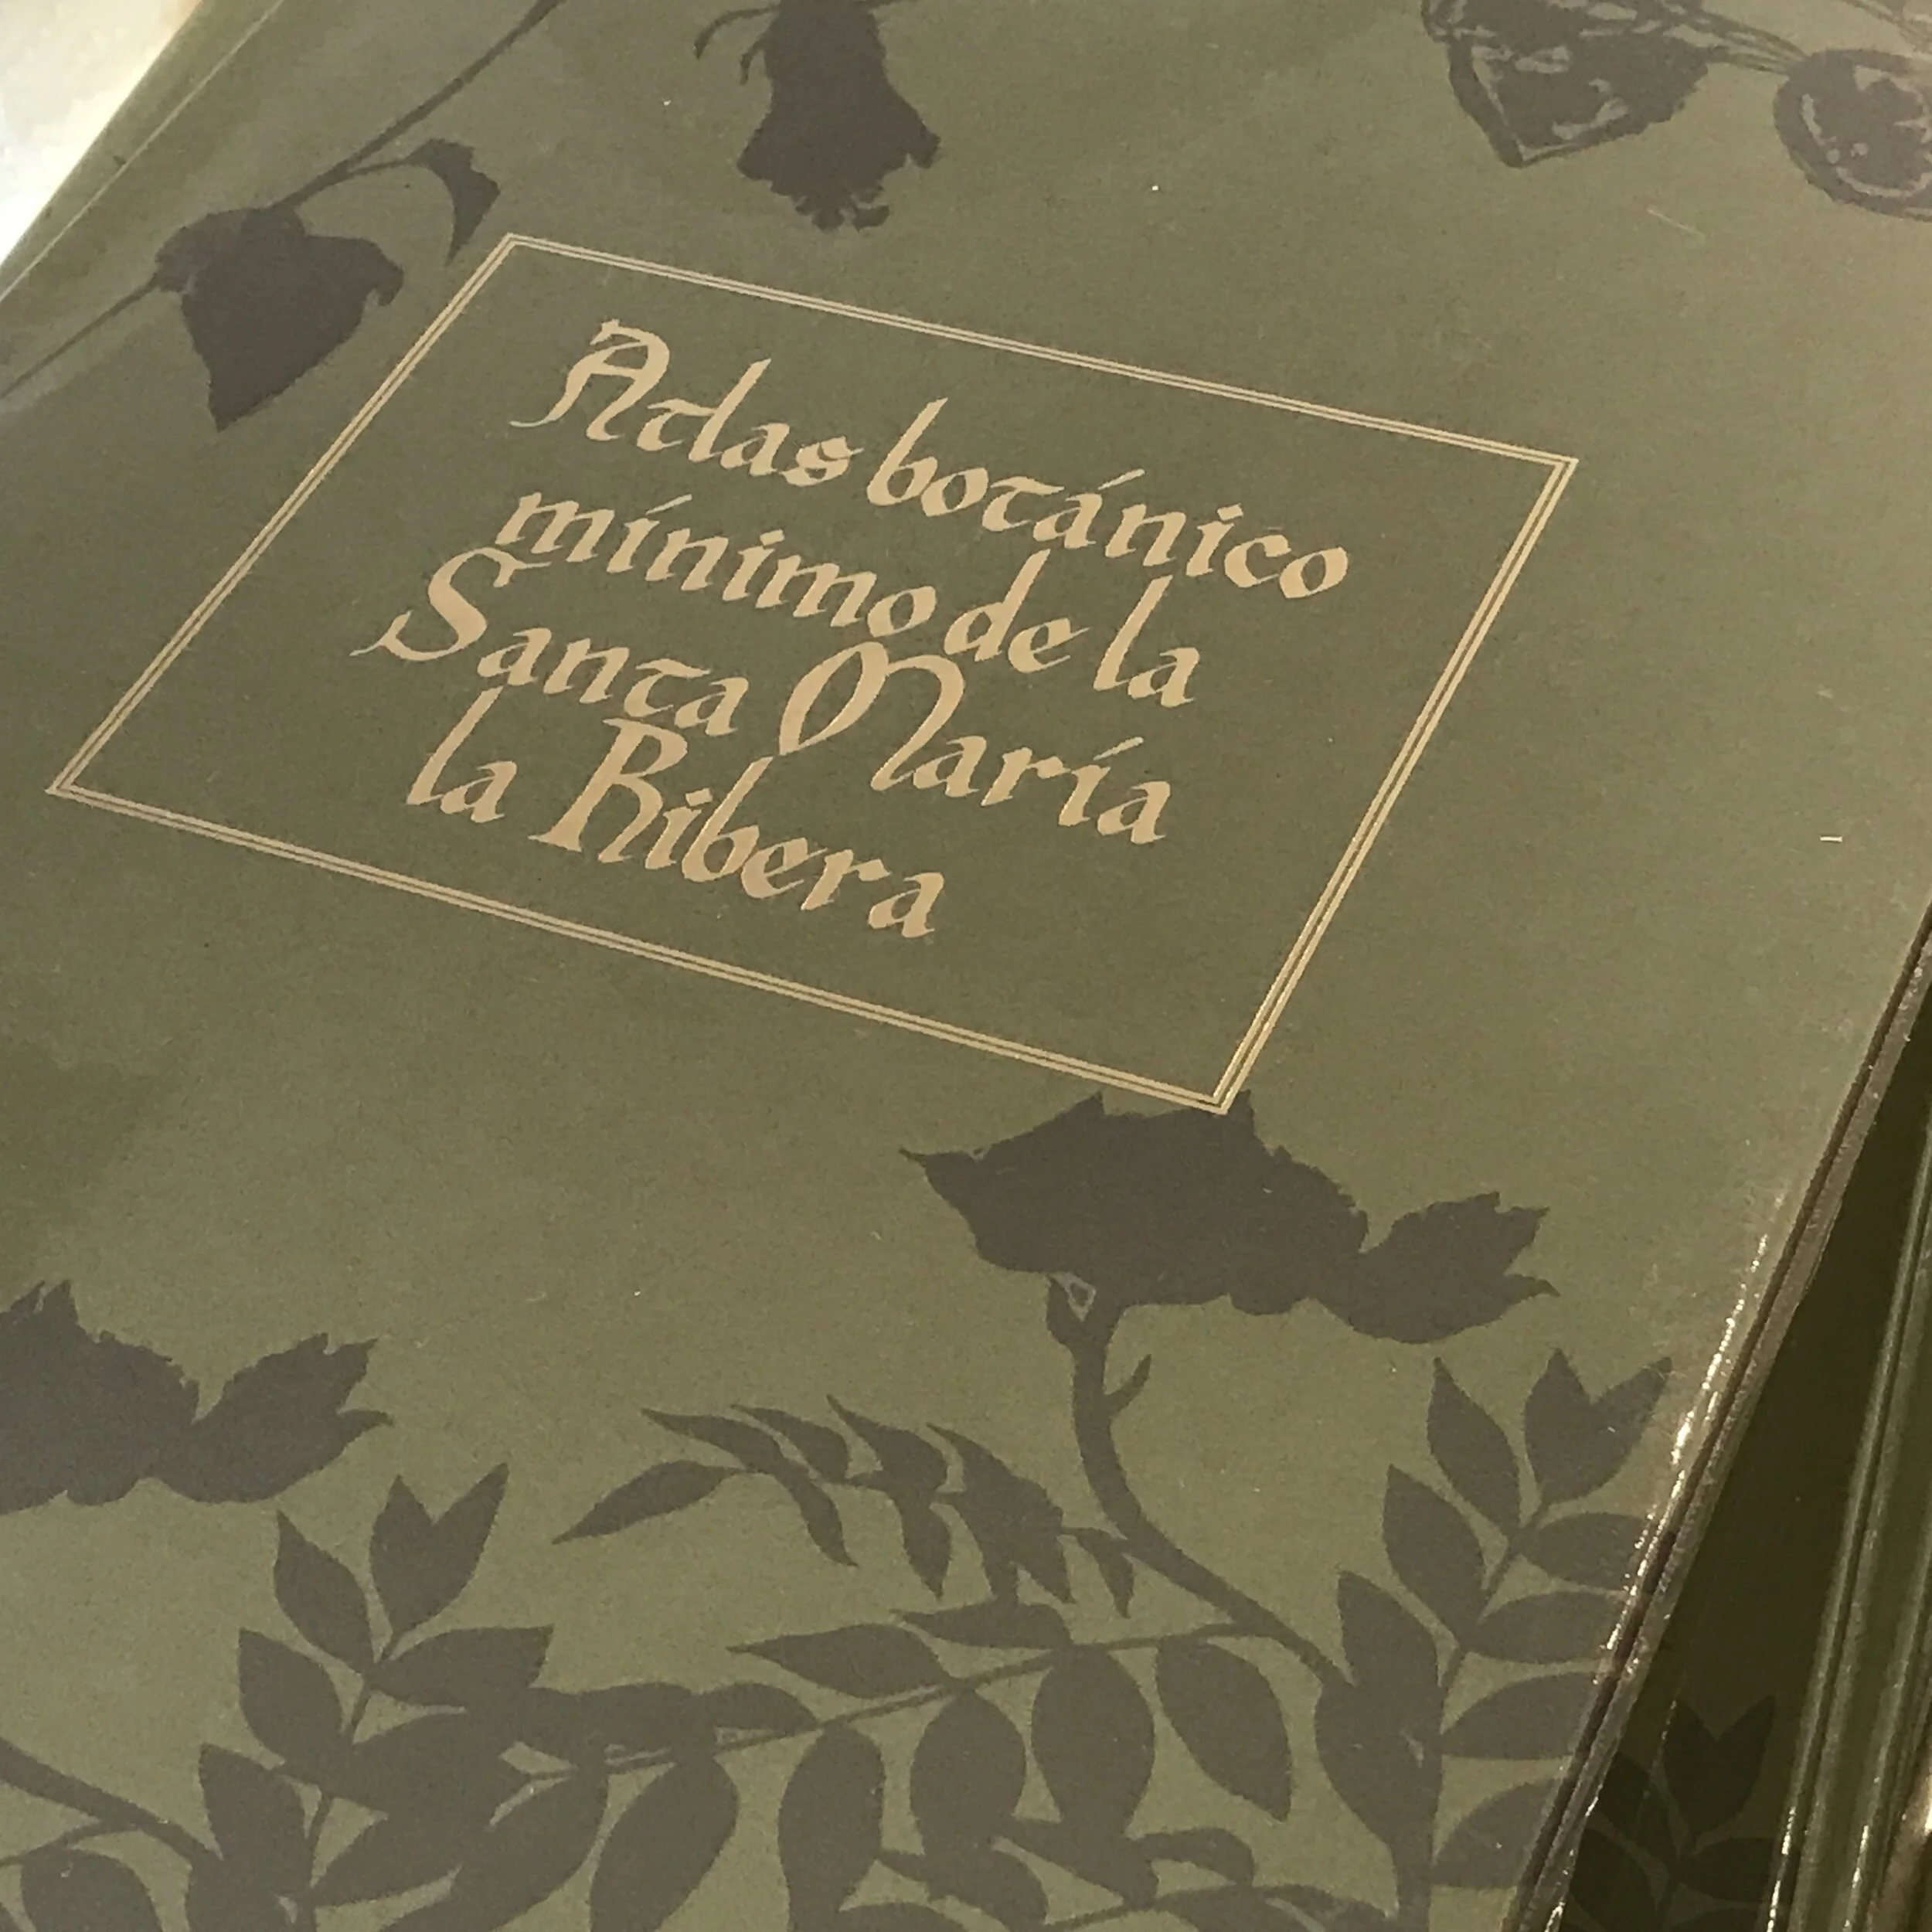 Atlas botánico
mínimo de la
Santa María
la Ribera